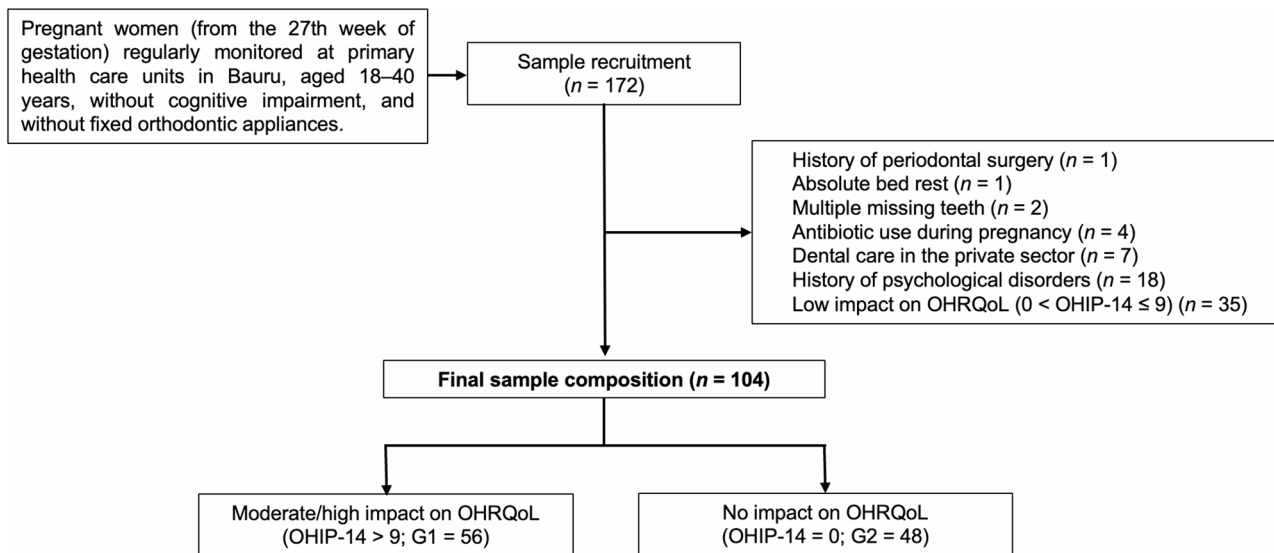 Pregnant women (from the 27th week of
gestation) regularly monitored at primary
health care units in Bauru, aged 18–40
years, without cognitive impairment, and
without fixed orthodontic appliances.
Sample recruitment
(n = 172)
History of periodontal surgery (n = 1)
Absolute bed rest (n = 1)
Multiple missing teeth (n = 2)
Antibiotic use during pregnancy (n = 4)
Dental care in the private sector (n = 7)
History of psychological disorders (n = 18)
Low impact on OHRQoL (0 < OHIP-14 ≤ 9) (n = 35)
Final sample composition (n = 104)
Moderate/high impact on OHRQoL
(OHIP-14 > 9; G1 = 56)
No impact on OHRQoL
(OHIP-14 = 0; G2 = 48)